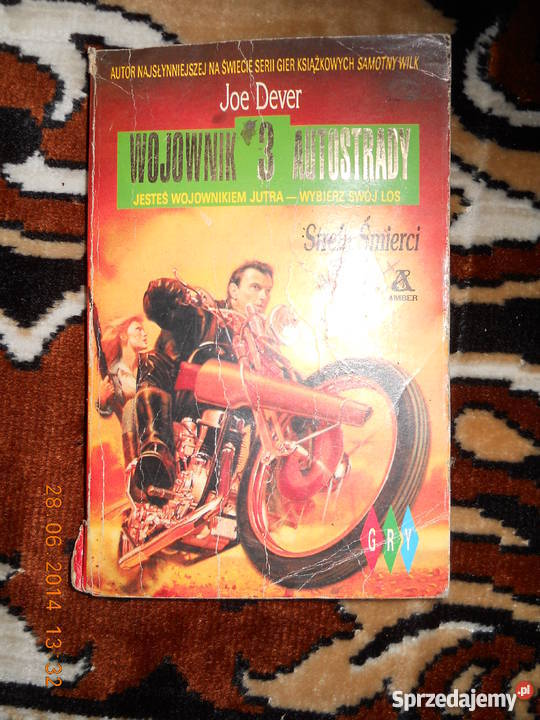 AUTOR NAJSŁYNNIEJSZEJ NA ŚWIECIE SERII GIER KSIĄŻKOWYCH SAMOTNY WILK
Joe Dever
WOJOWNIK 3 AUTOSTRADY
JESTEŚ WOJOWNIKIEM JUTRA — WYBIERZ SWÓJ LOS
Śmierci
AMBER
GRY
28.06.2014 13:32
Sprzedajemy.pl